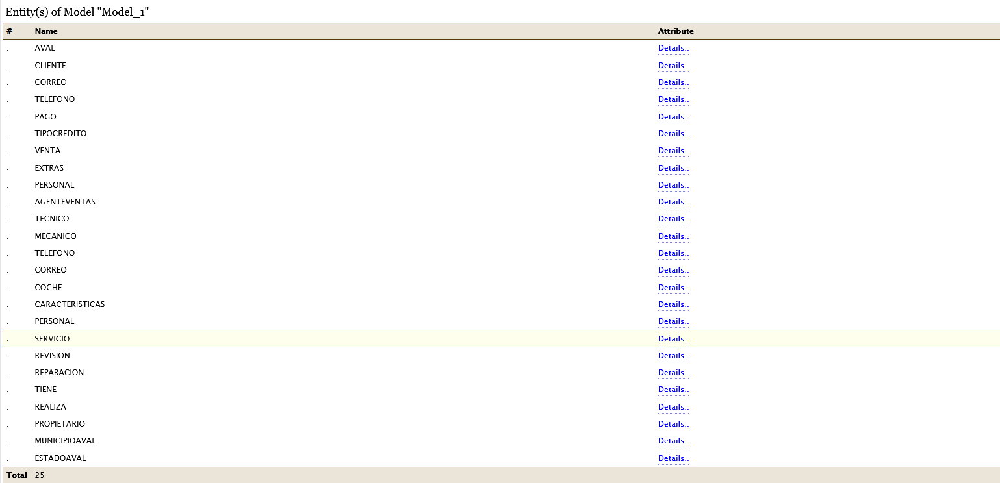 Entity(s) of Model "Model_1"
# Name Attribute
. AVAL Details..
. CLIENTE Details..
. CORREO Details..
. TELEFONO Details..
. PAGO Details..
. TIPOCREDITO Details..
. VENTA Details..
. EXTRAS Details..
. PERSONAL Details..
. AGENTEVENTAS Details..
. TECNICO Details..
. MECANICO Details..
. TELEFONO Details..
. CORREO Details..
. COCHE Details..
. CARACTERISTICAS Details..
. PERSONAL Details..
. SERVICIO Details..
. REVISION Details..
. REPARACION Details..
. TIENE Details..
. REALIZA Details..
. PROPIETARIO Details..
. MUNICIPIOAVAL Details..
. ESTADOAVAL Details..
Total 25